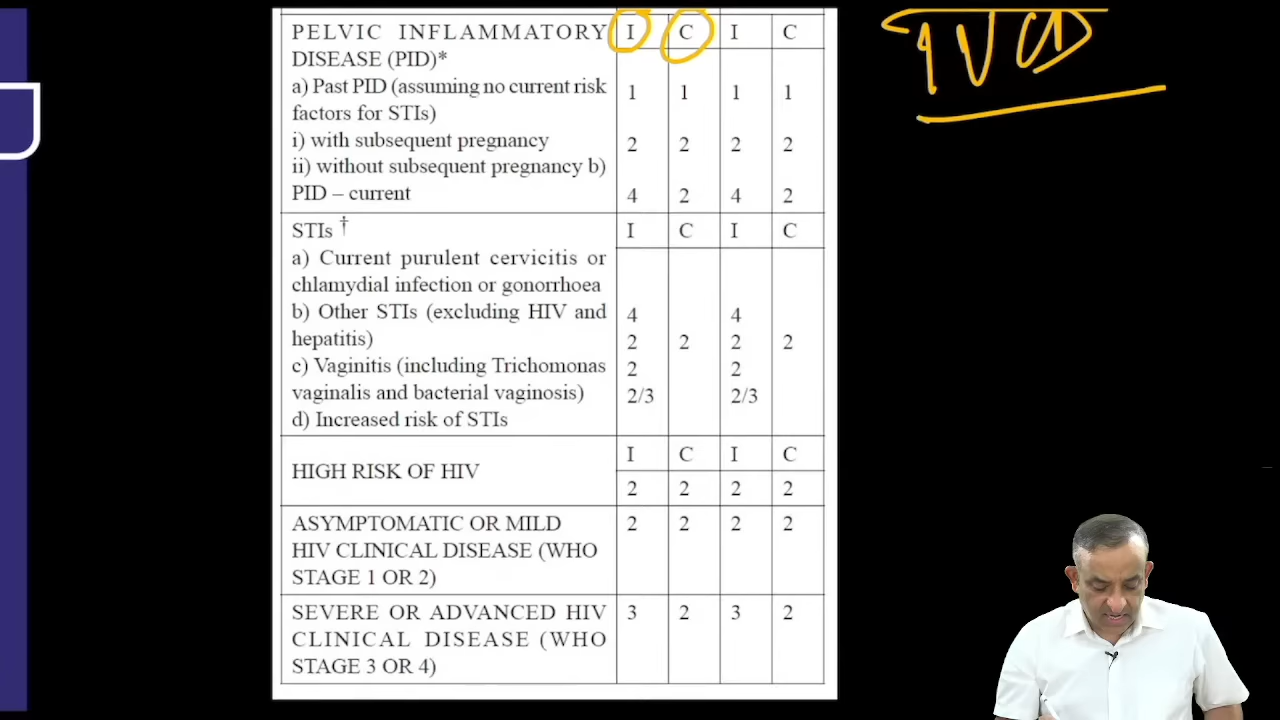 PELVIC INFLAMMATORY I C I C
DISEASE (PID)*
a) Past PID (assuming no current risk 1 1 1 1
factors for STIs)
i) with subsequent pregnancy 2 2 2 2
ii) without subsequent pregnancy b)
PID – current 4 2 4 2
STIs † I C I C
a) Current purulent cervicitis or
chlamydial infection or gonorrhoea
b) Other STIs (excluding HIV and 4 4
hepatitis) 2 2 2 2
c) Vaginitis (including Trichomonas 2 2
vaginalis and bacterial vaginosis) 2/3 2/3
d) Increased risk of STIs
I C I C
HIGH RISK OF HIV
2 2 2 2
ASYMPTOMATIC OR MILD 2 2 2 2
HIV CLINICAL DISEASE (WHO
STAGE 1 OR 2)
SEVERE OR ADVANCED HIV 3 2 3 2
CLINICAL DISEASE (WHO
STAGE 3 OR 4)
IUCD